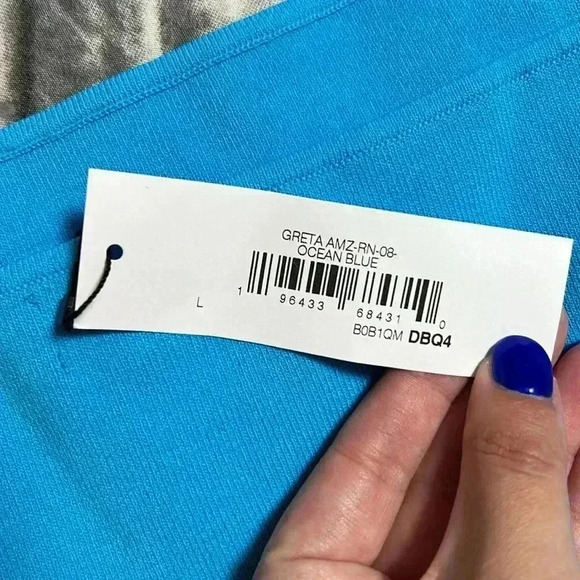 GRETA AMZ-RN-08-
OCEAN BLUE
L
1 96433 68431 0
B0B1QM DBQ4